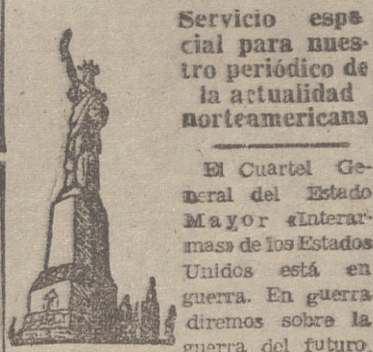 Servicio espe
cial para nues-
tro periódico de
la actualidad
norteamericana
El Cuartel Ge-
neral del Estado
Mayor «Interar-
mas» de los Estados
Unidos está en
guerra. En guerra
diremos sobre la
guerra del futuro